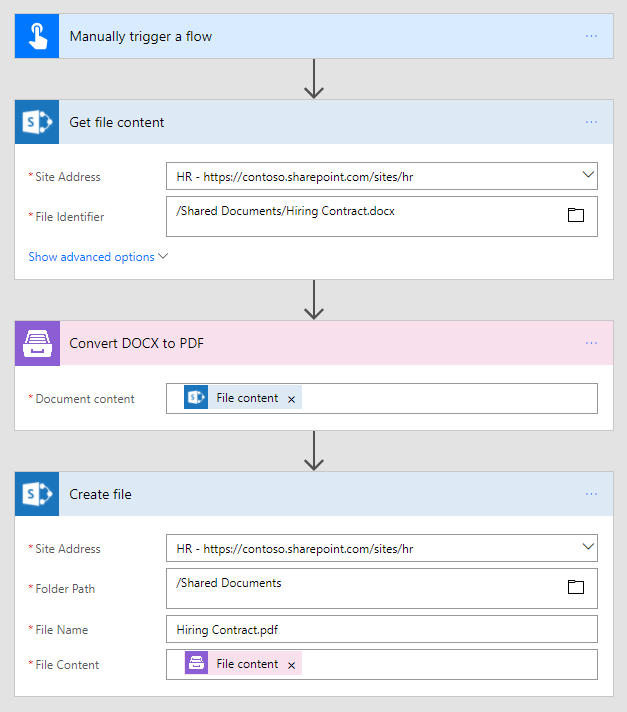 Manually trigger a flow ...
Get file content ...
*Site Address HR - https://contoso.sharepoint.com/sites/hr
*File Identifier /Shared Documents/Hiring Contract.docx
Show advanced options
Convert DOCX to PDF ...
*Document content File content x
Create file ...
*Site Address HR - https://contoso.sharepoint.com/sites/hr
*Folder Path /Shared Documents
*File Name Hiring Contract.pdf
*File Content File content x